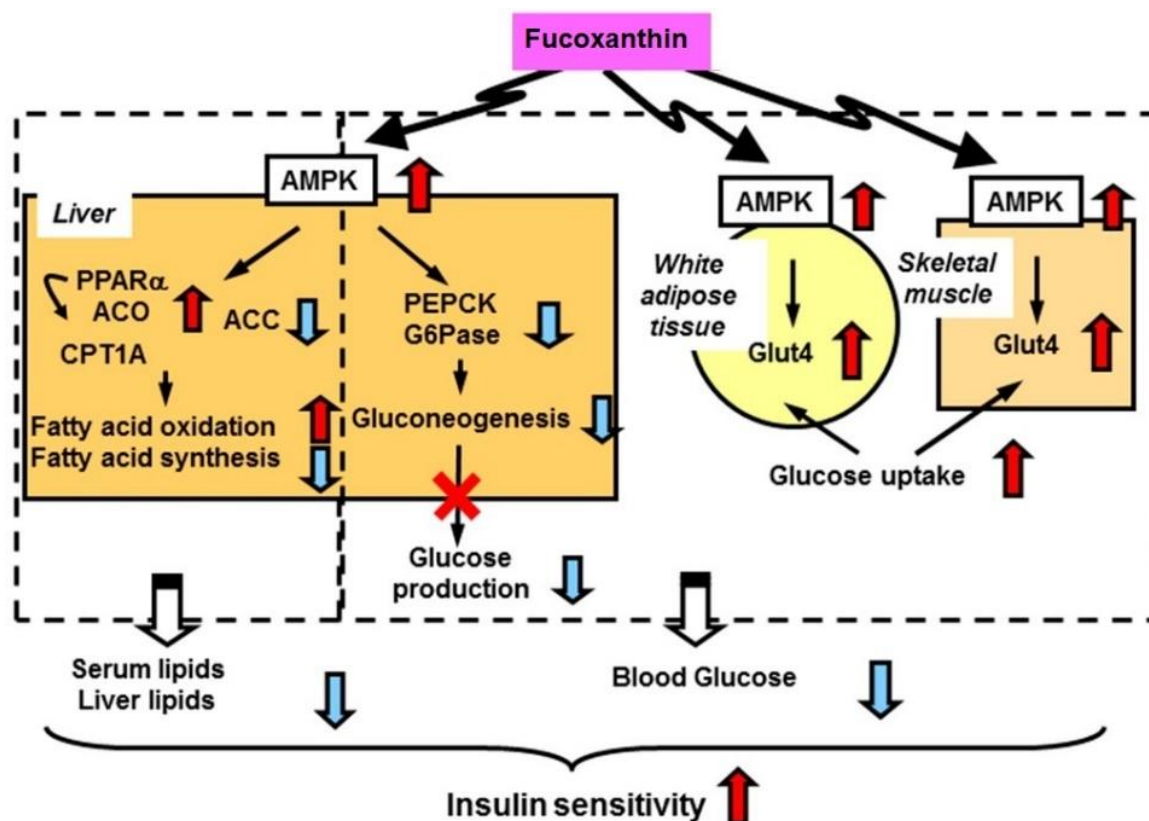 Fucoxanthin
AMPK
Liver
PPARα
ACO
ACC
CPT1A
Fatty acid oxidation
Fatty acid synthesis
PEPCK
G6Pase
Gluconeogenesis
Glucose
production
AMPK
White
adipose
tissue
Glut4
AMPK
Skeletal
muscle
Glut4
Glucose uptake
Serum lipids
Liver lipids
Blood Glucose
Insulin sensitivity